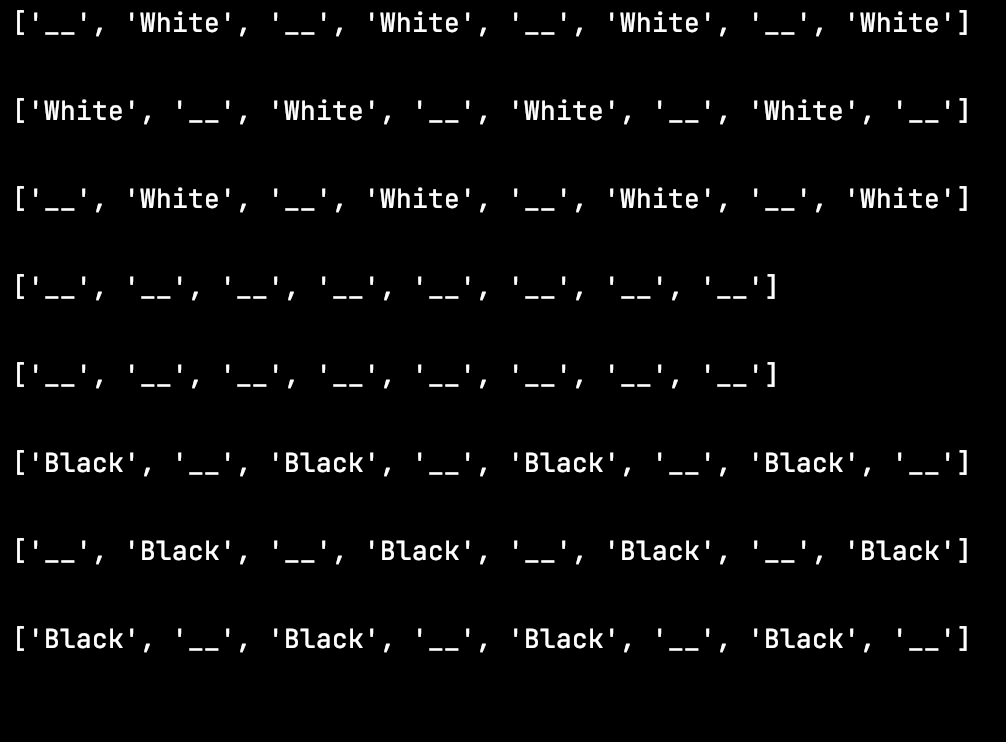 ['__', 'White', '__', 'White', '__', 'White', '__', 'White']
['White', '__', 'White', '__', 'White', '__', 'White', '__']
['__', 'White', '__', 'White', '__', 'White', '__', 'White']
['__', '__', '__', '__', '__', '__', '__', '__']
['__', '__', '__', '__', '__', '__', '__', '__']
['Black', '__', 'Black', '__', 'Black', '__', 'Black', '__']
['__', 'Black', '__', 'Black', '__', 'Black', '__', 'Black']
['Black', '__', 'Black', '__', 'Black', '__', 'Black', '__']